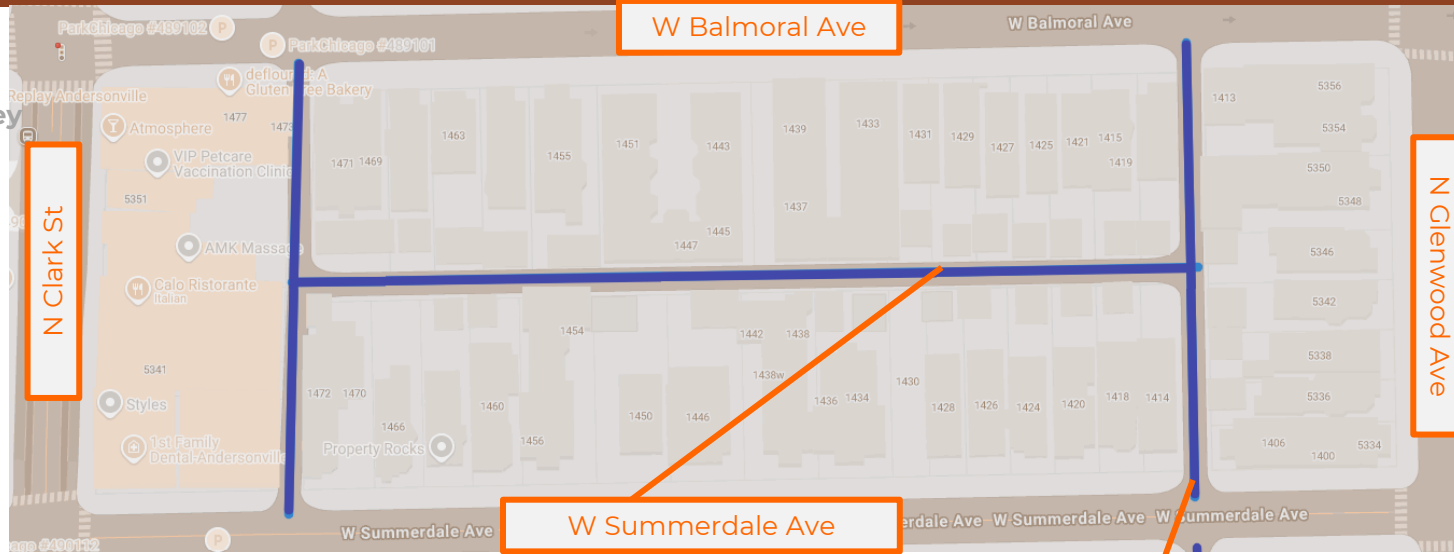 W Balmoral Ave
W Balmoral Ave
ParkChicago #489102
P
P
ParkChicago #489101
defloured: A
Gluten Free Bakery
Replay Andersonville
ey
Atmosphere
1477
1473
VIP Petcare
Vaccination Clinic
5351
AMK Massage
Calo Ristorante
Italian
5341
Styles
1st Family
Dental-Andersonville
N Clark St
1471
1469
1463
1455
1451
1443
1445
1447
1439
1437
1433
1431
1429
1427
1425
1421
1415
1419
1413
5356
5354
5350
5348
5346
5342
5338
5336
5334
1406
1400
N Glenwood Ave
1472
1470
1466
1460
1456
1454
1450
1446
1442
1438
1438w
1436
1434
1430
1428
1426
1424
1420
1418
1414
Property Rocks
W Summerdale Ave
W Summerdale Ave
erdale Ave
W Summerdale Ave
W Summerdale Ave
P
ago #490112